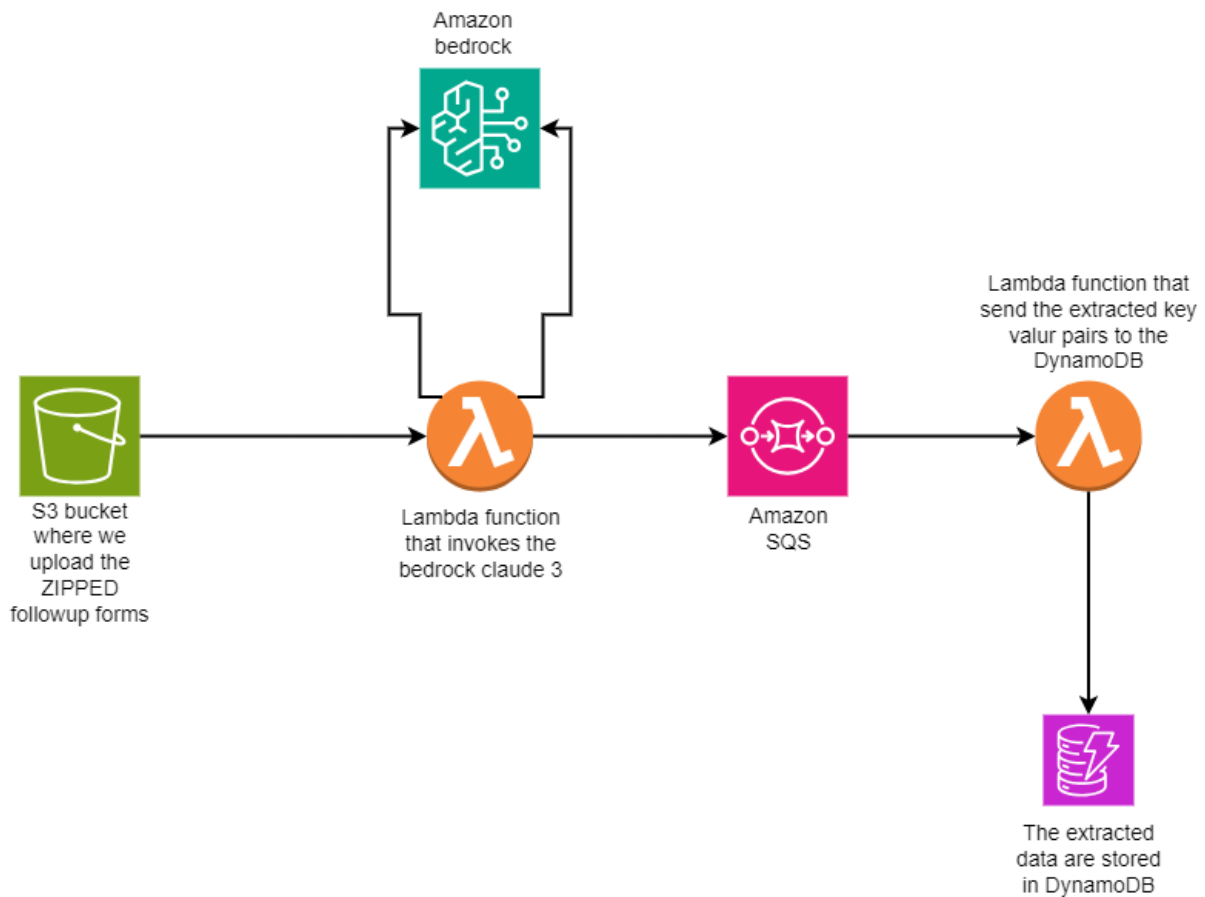 Amazon
bedrock
Lambda function that
send the extracted key
valur pairs to the
DynamoDB
S3 bucket
where we
upload the
ZIPPED
followup forms
Lambda function
that invokes the
bedrock claude 3
Amazon
SQS
The extracted
data are stored
in DynamoDB